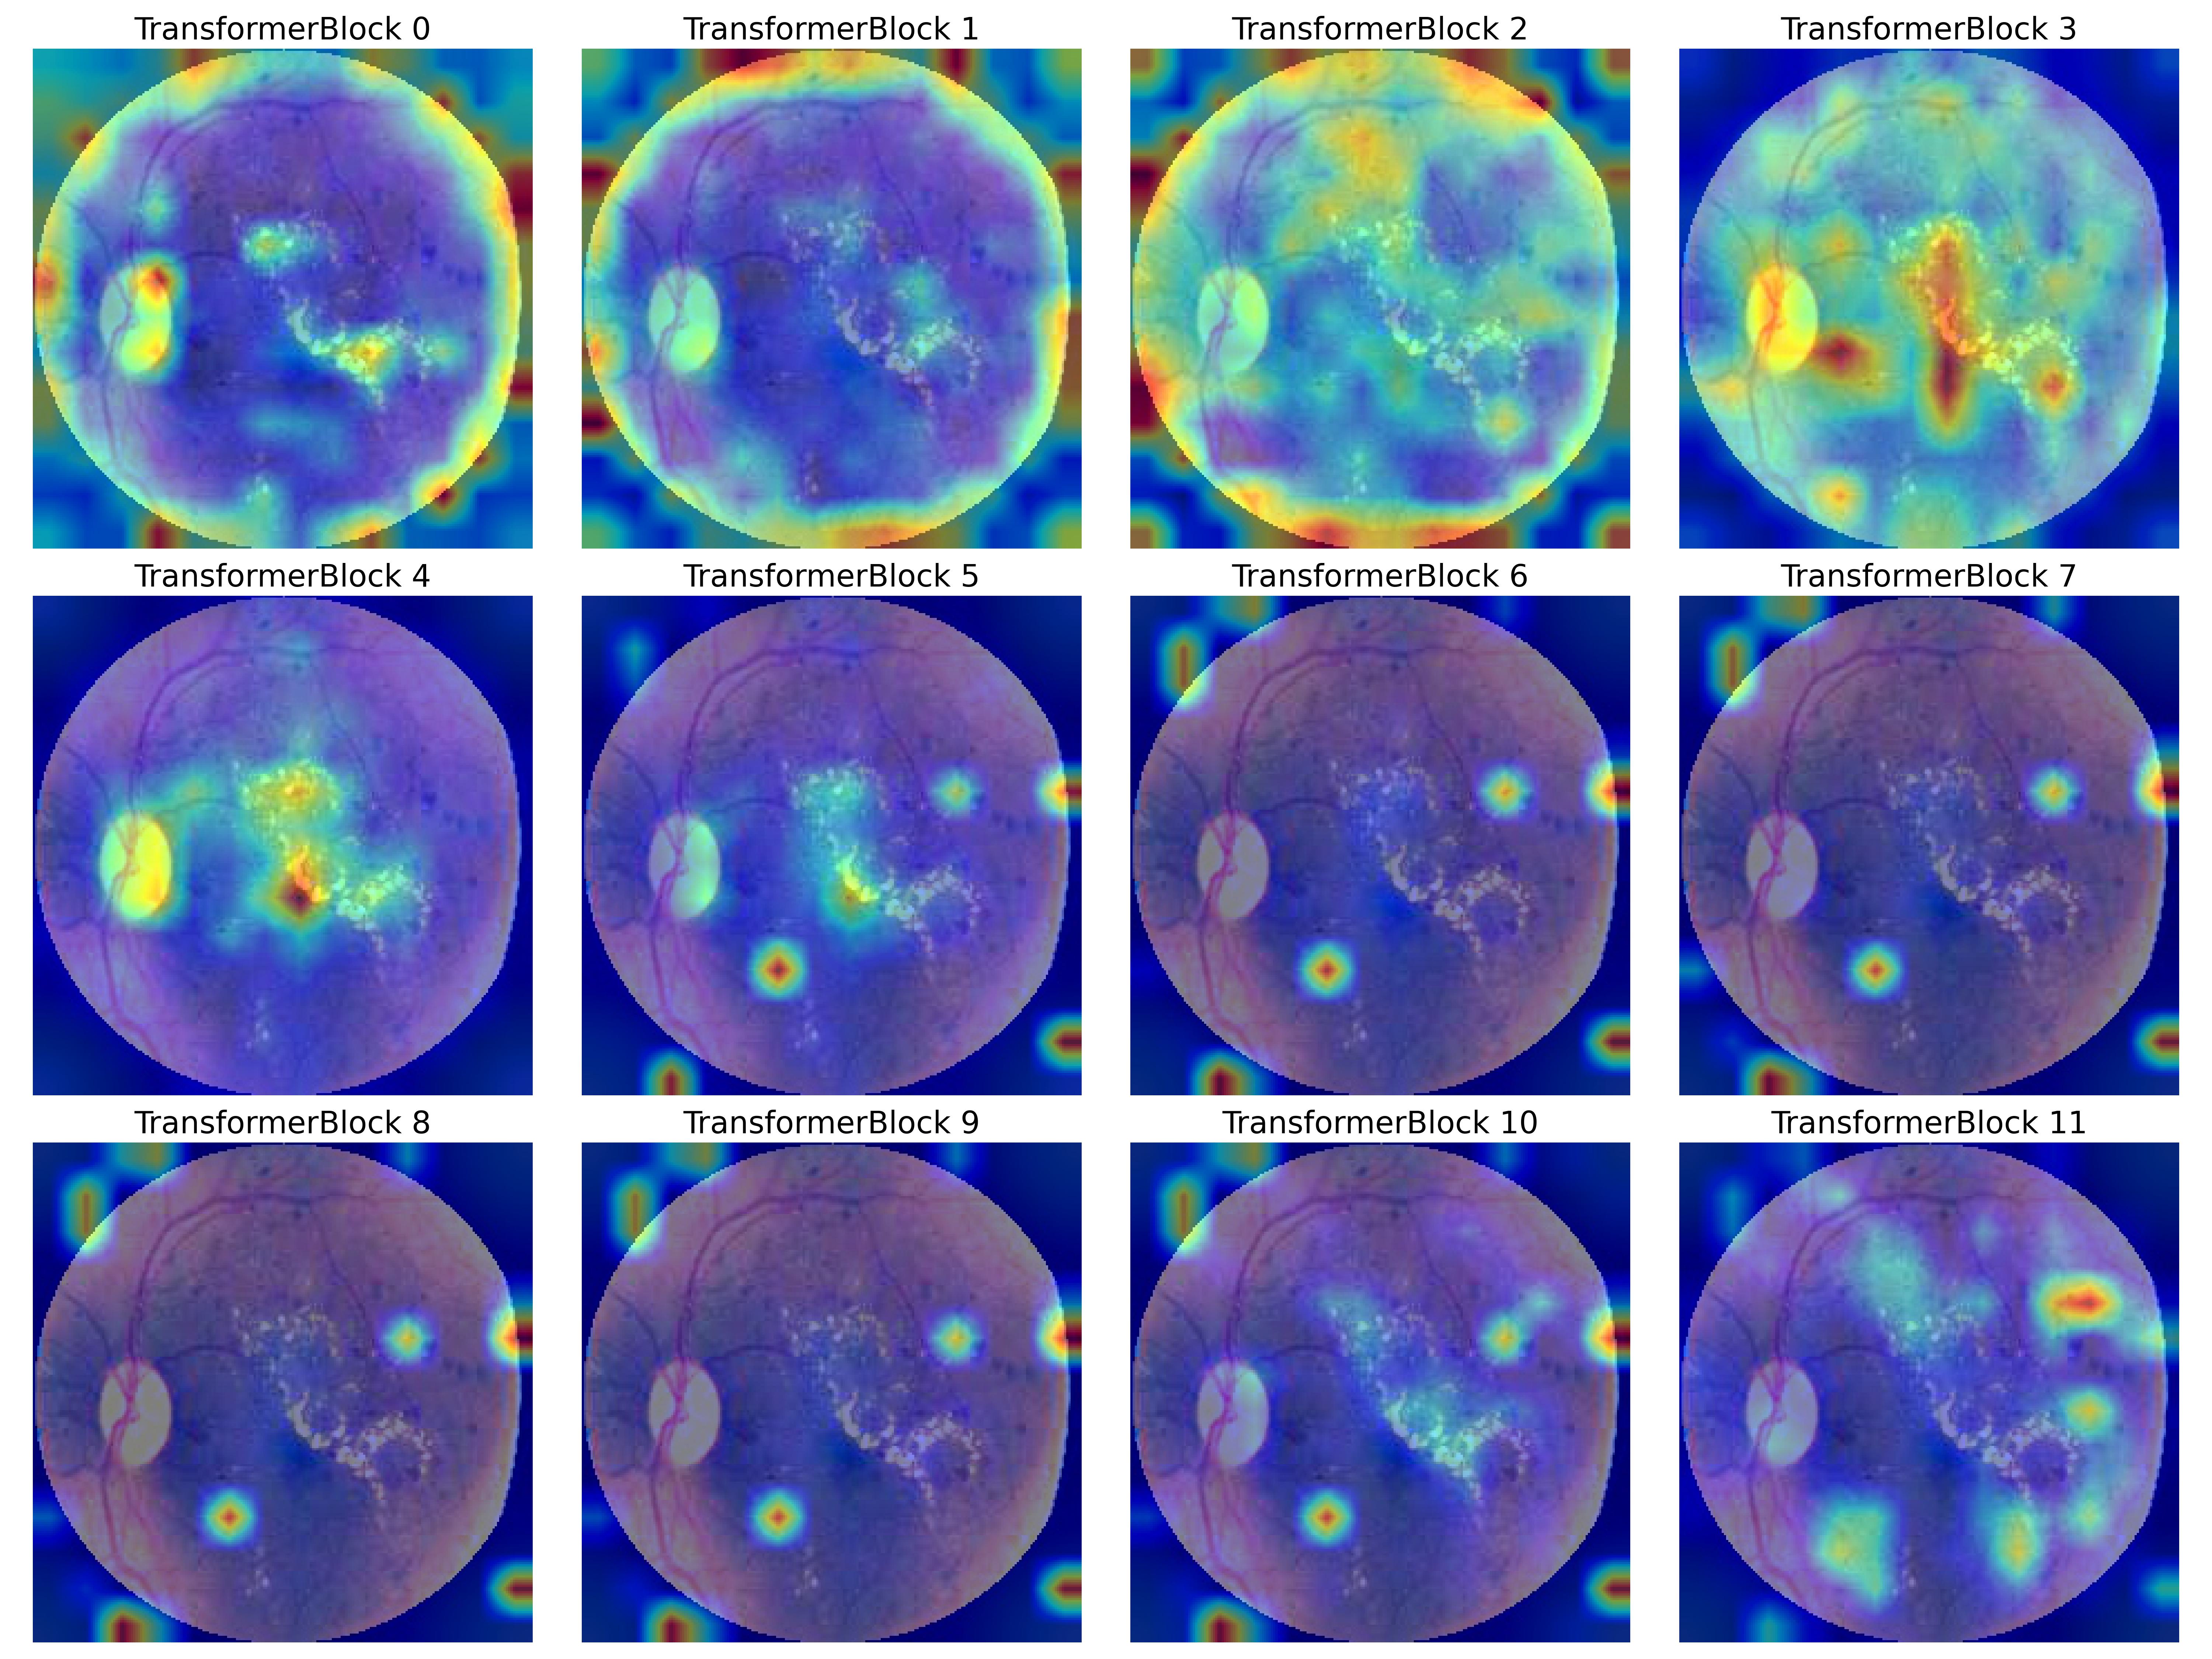 TransformerBlock 0
TransformerBlock 1
TransformerBlock 2
TransformerBlock 3
TransformerBlock 4
TransformerBlock 5
TransformerBlock 6
TransformerBlock 7
TransformerBlock 8
TransformerBlock 9
TransformerBlock 10
TransformerBlock 11